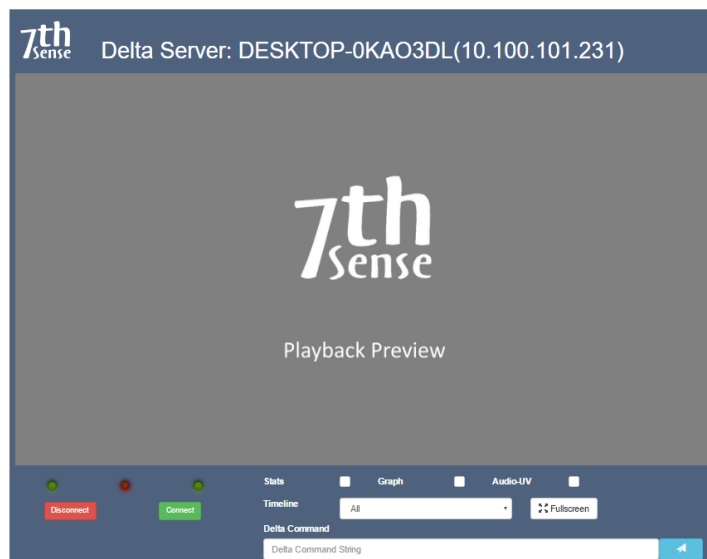 7th
Sense
Delta Server: DESKTOP-0KAO3DL(10.100.101.231)
7th
Sense
Playback Preview
Stats
Graph
Audio-UV
Disconnect
Connect
Timeline
All
Fullscreen
Delta Command
Delta Command String